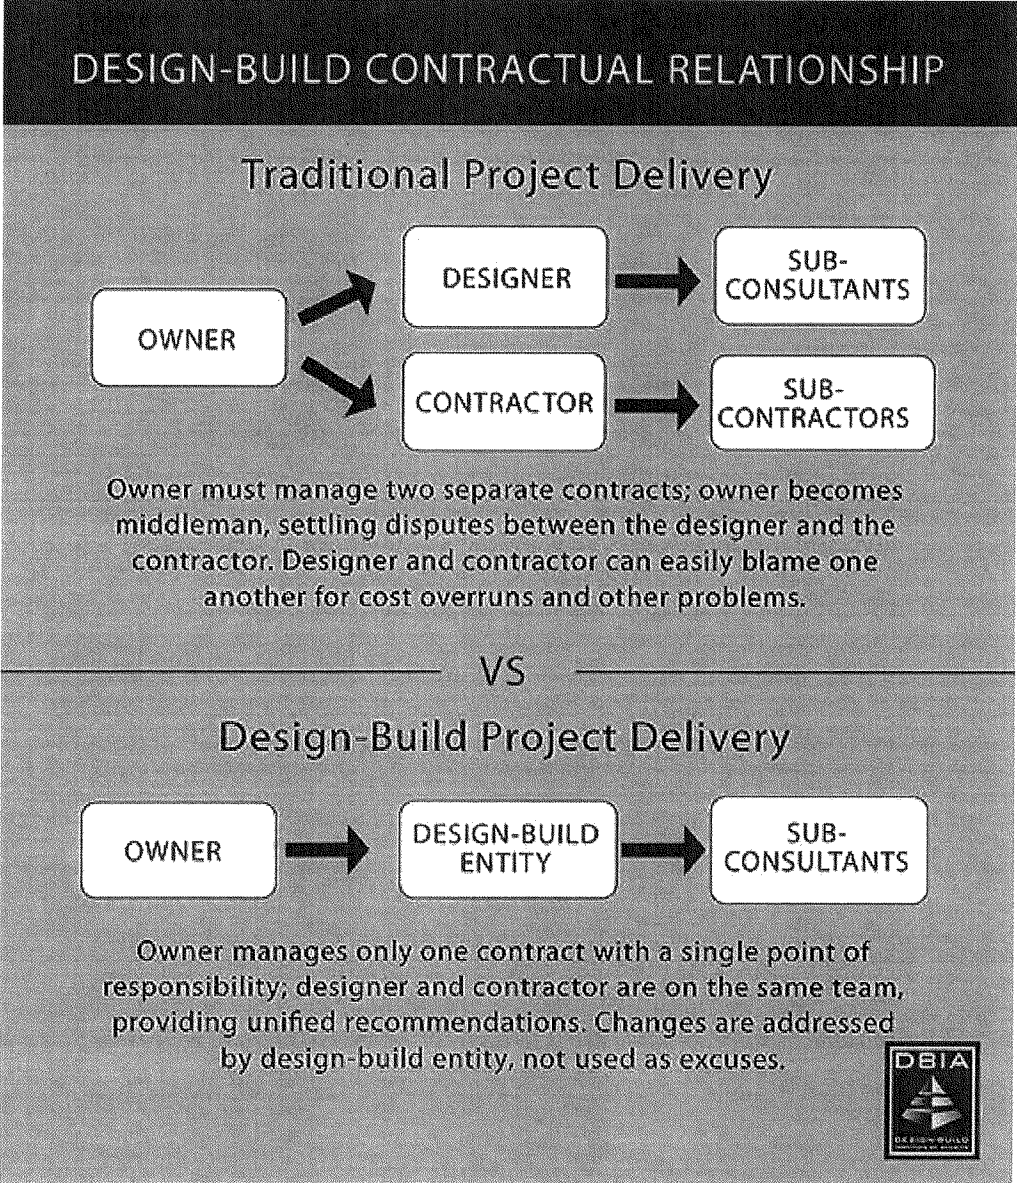 DESIGN-BUILD CONTRACTUAL RELATIONSHIP
Traditional Project Delivery
OWNER
DESIGNER
SUB-
CONSULTANTS
CONTRACTOR
SUB-
CONTRACTORS
Owner must manage two separate contracts; owner becomes
middleman, settling disputes between the designer and the
contractor. Designer and contractor can easily blame one
another for cost overruns and other problems.
VS
Design-Build Project Delivery
OWNER
DESIGN-BUILD
ENTITY
SUB-
CONSULTANTS
Owner manages only one contract with a single point of
responsibility; designer and contractor are on the same team,
providing unified recommendations. Changes are addressed
by design-build entity, not used as excuses.
DBIA
DESIGN-BUILD